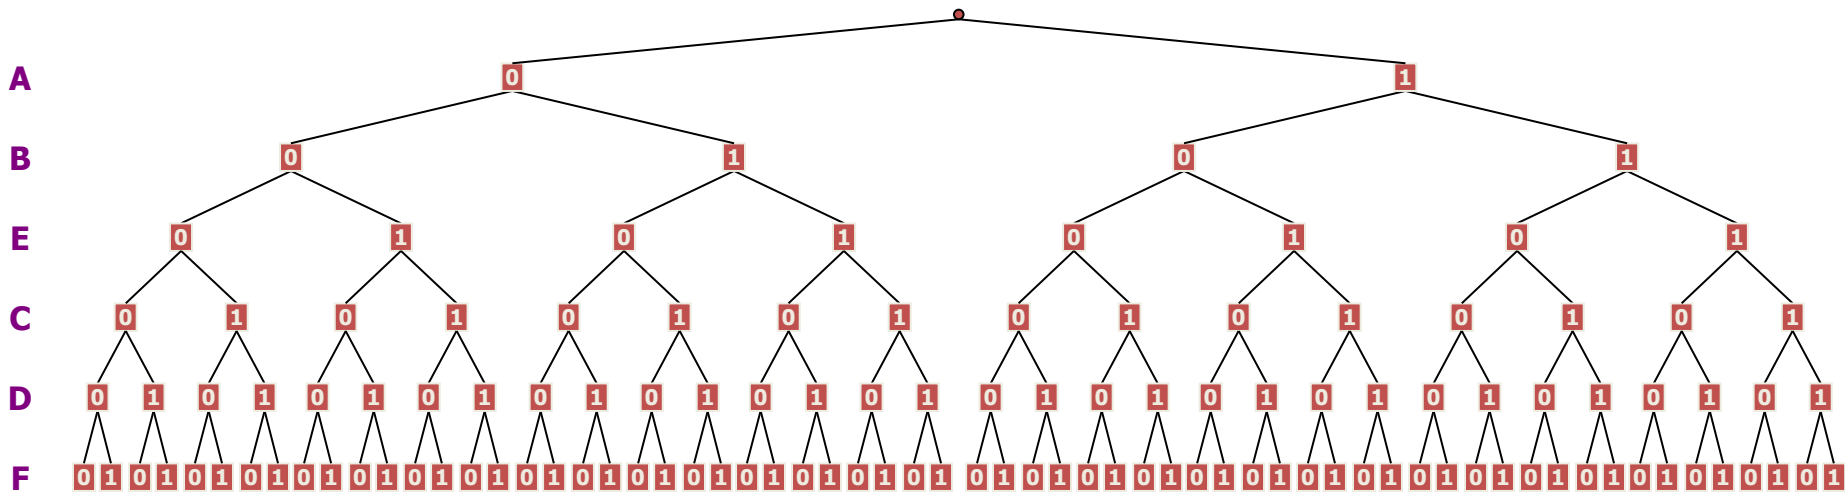 A 0 1
B 0 1 0 1
E 0 1 0 1 0 1 0 1
C 0 1 0 1 0 1 0 1 0 1 0 1 0 1 0 1
D 0 1 0 1 0 1 0 1 0 1 0 1 0 1 0 1 0 1 0 1 0 1 0 1 0 1 0 1 0 1 0 1
F 0 1 0 1 0 1 0 1 0 1 0 1 0 1 0 1 0 1 0 1 0 1 0 1 0 1 0 1 0 1 0 1 0 1 0 1 0 1 0 1 0 1 0 1 0 1 0 1 0 1 0 1 0 1 0 1 0 1 0 1 0 1 0 1